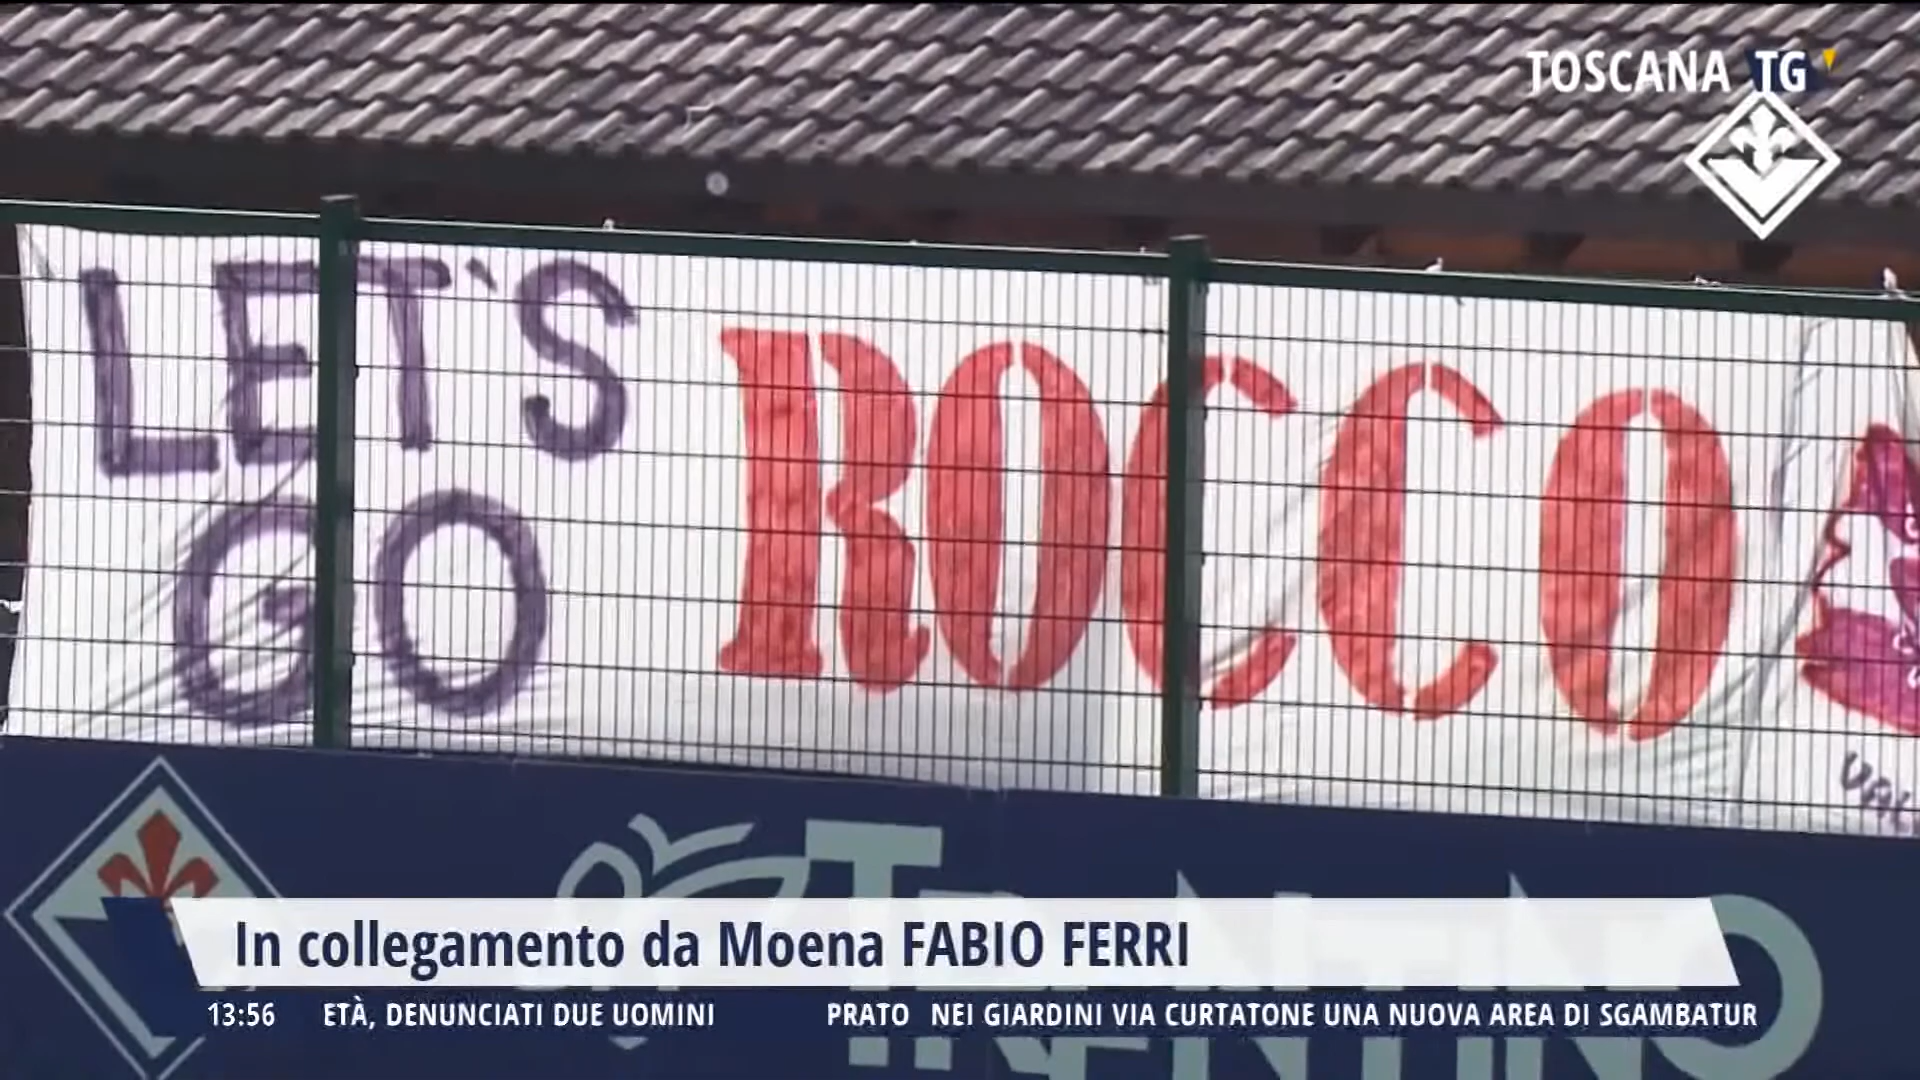 TOSCANA TG
LET'S
GO
ROCCO
TRENTINO
In collegamento da Moena FABIO FERRI
13:56 ETÀ, DENUNCIATI DUE UOMINI PRATO NEI GIARDINI VIA CURTATONE UNA NUOVA AREA DI SGAMBATUR